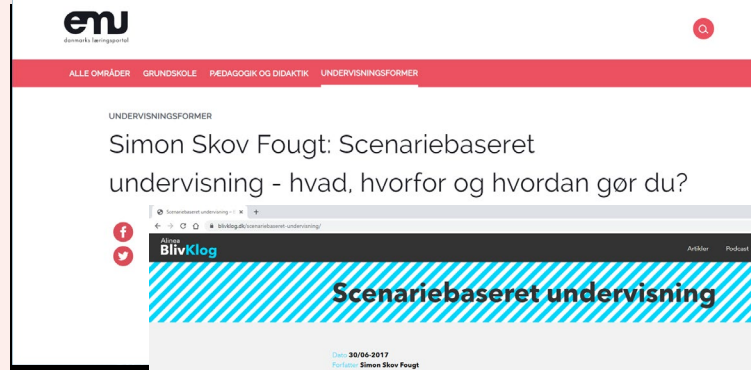 emu
danmarks læringsportal
ALLE OMRÅDER GRUNDSKOLE PÆDAGOGIK OG DIDAKTIK UNDERVISNINGSFORMER
UNDERVISNINGSFORMER
Simon Skov Fougt: Scenariebaseret
undervisning - hvad, hvorfor og hvordan gør du?
Scenariebaseret undervisning -
blivklog.dk/scenariebaseret-undervisning/
Alinea
BlivKlog
Artikler Podcast
Scenariebaseret undervisning
Dato 30/06-2017
Forfatter Simon Skov Fougt